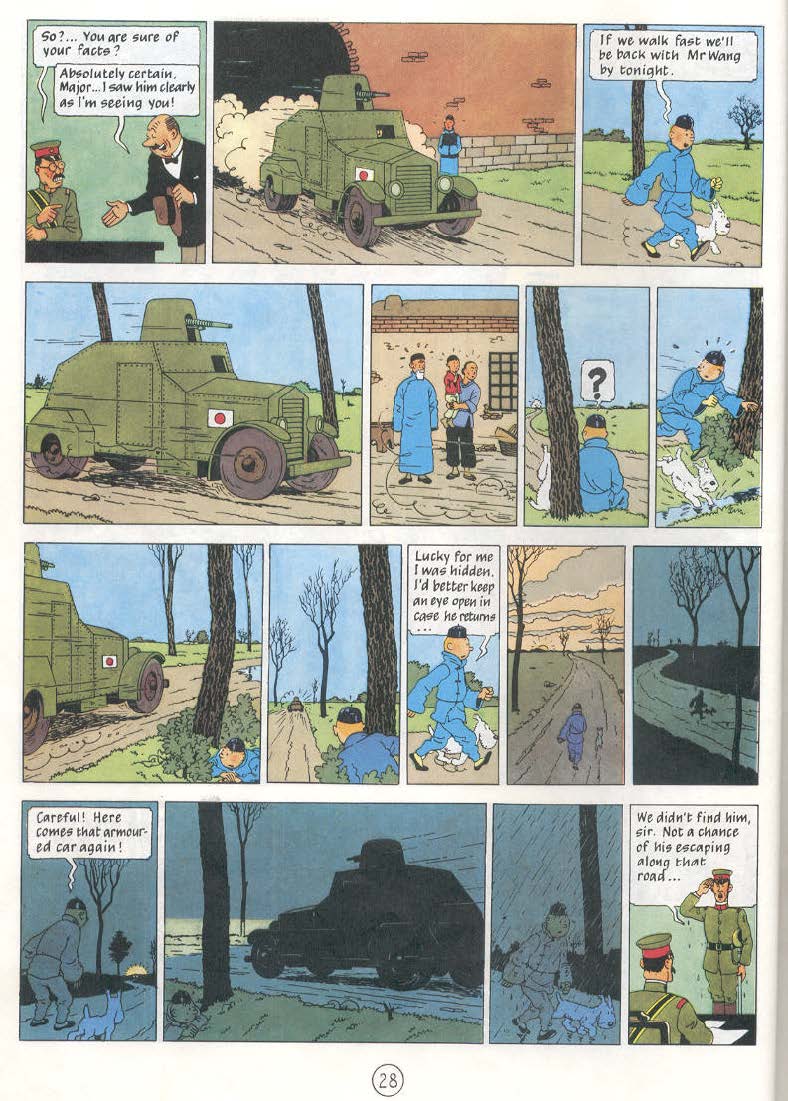 So?... You are sure of
your facts?
Absolutely certain,
Major... I saw him clearly
as I'm seeing you!
If we walk fast we'll
be back with Mr Wang
by tonight.
?
Lucky for me
I was hidden.
I'd better keep
an eye open in
case he returns
...
Careful! Here
comes that armour-
ed car again!
We didn't find him,
sir. Not a chance
of his escaping
along that
road...
28